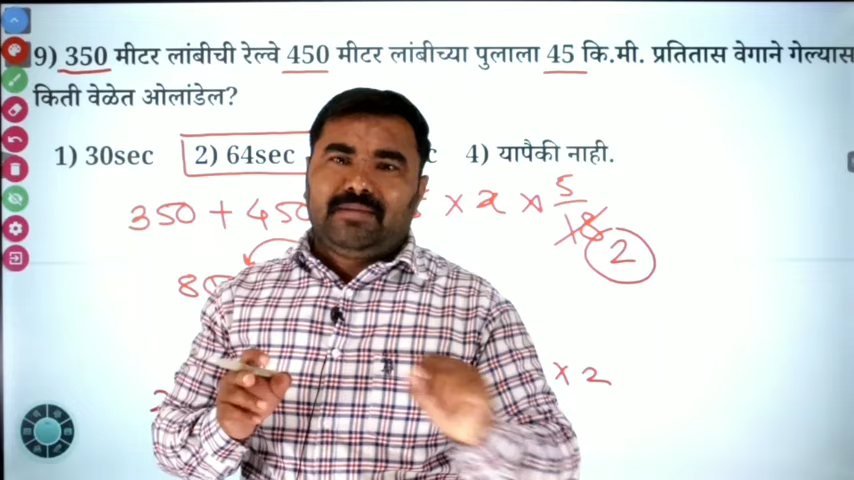 9) 350 मीटर लांबीची रेल्वे 450 मीटर लांबीच्या पुलाला 45 कि.मी. प्रतितास वेगाने गेल्यास
किती वेळेत ओलांडेल?
1) 30sec 2) 64sec 4) यापैकी नाही.
350 + 450 × x × 5/18
2
80
× 2